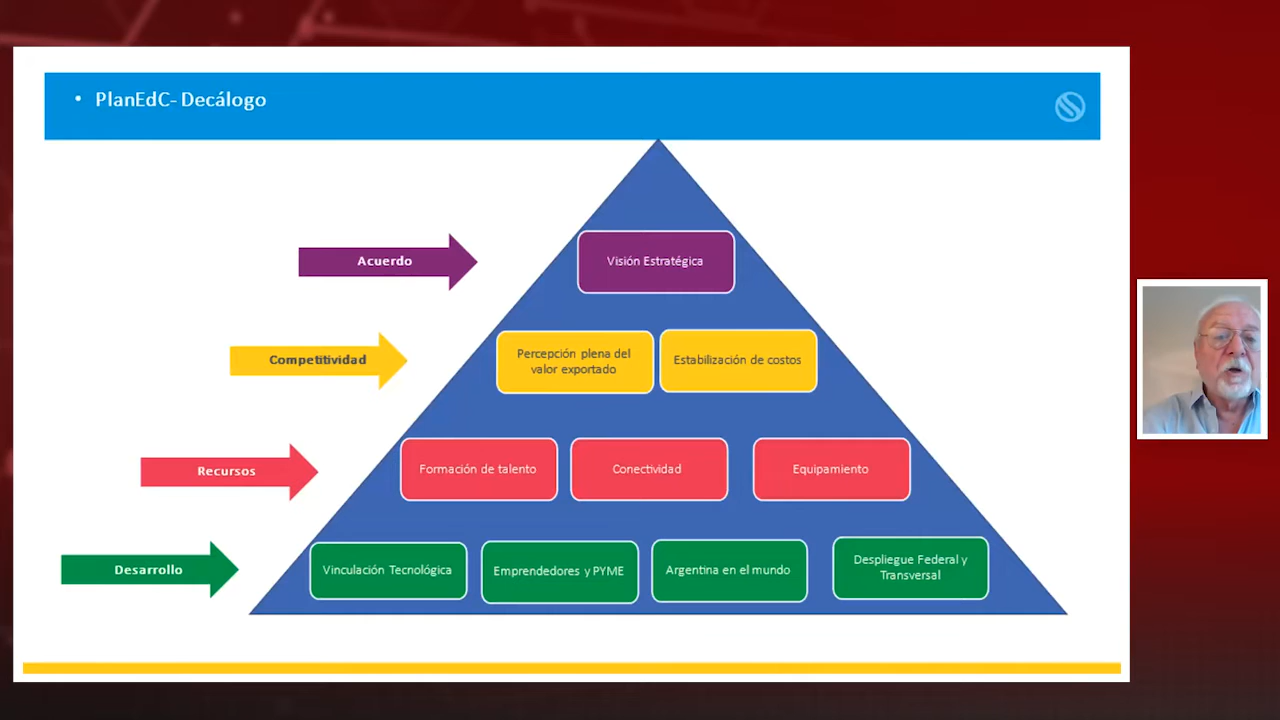 • PlanEdC- Decálogo
Acuerdo
Visión Estratégica
Competitividad
Percepción plena del
valor exportado
Estabilización de costos
Recursos
Formación de talento
Conectividad
Equipamiento
Desarrollo
Vinculación Tecnológica
Emprendedores y PYME
Argentina en el mundo
Despliegue Federal y
Transversal